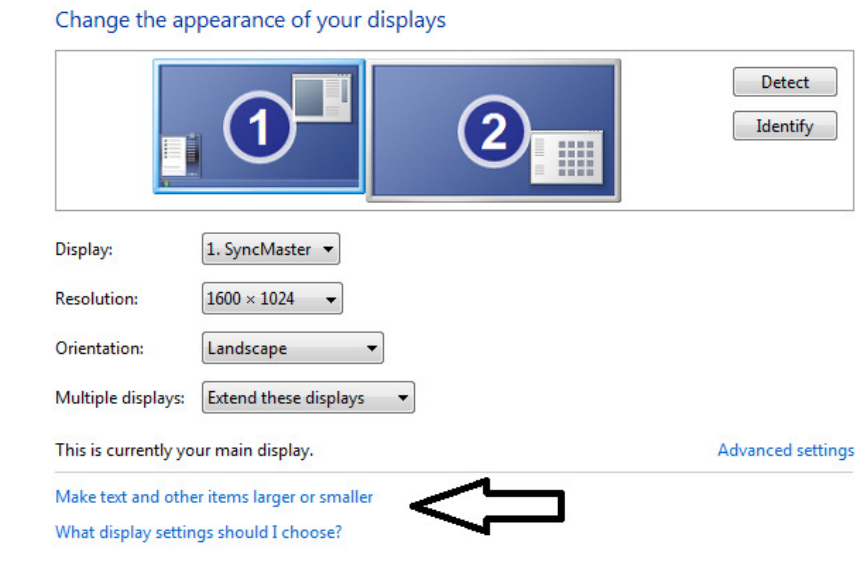 Change the appearance of your displays
1
2
Detect
Identify
Display: 1. SyncMaster
Resolution: 1600 × 1024
Orientation: Landscape
Multiple displays: Extend these displays
This is currently your main display. Advanced settings
Make text and other items larger or smaller
What display settings should I choose?